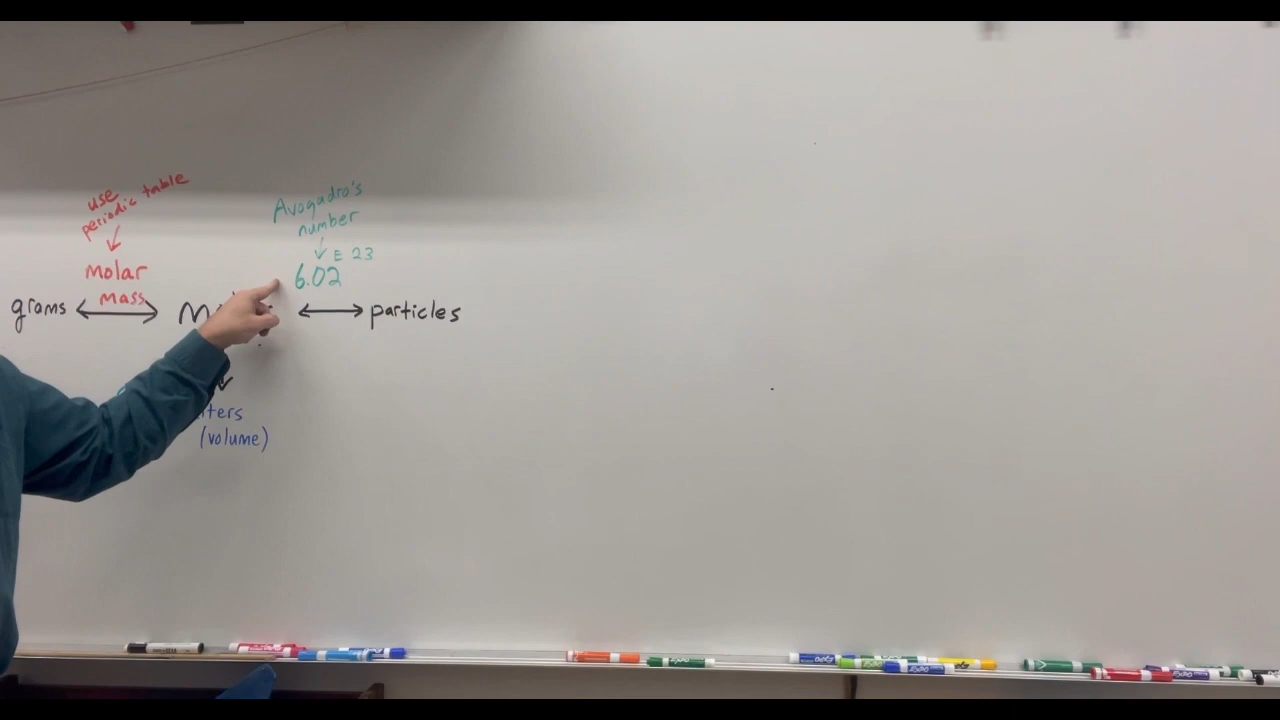 use
periodic table
Molar
Mass
Avogadro's
number
E 23
6.02
grams
particles
(volume)